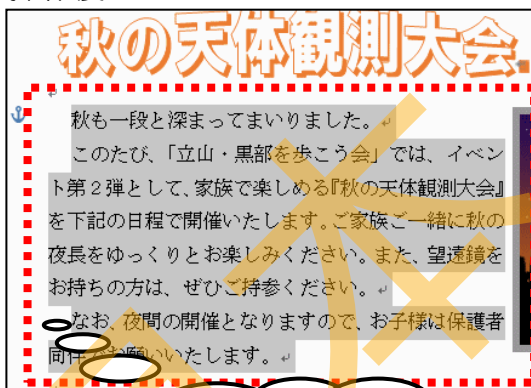 秋の天体観測大会
秋も一段と深まってまいりました。
このたび、「立山・黒部を歩こう会」では、イベン
ト第2弾として、家族で楽しめる『秋の天体観測大会』
を下記の日程で開催いたします。ご家族ご一緒に秋の
夜長をゆっくりとお楽しみください。また、望遠鏡を
お持ちの方は、ぜひご持参ください。
なお、夜間の開催となりますので、お子様は保護者
同伴でお願いいたします。